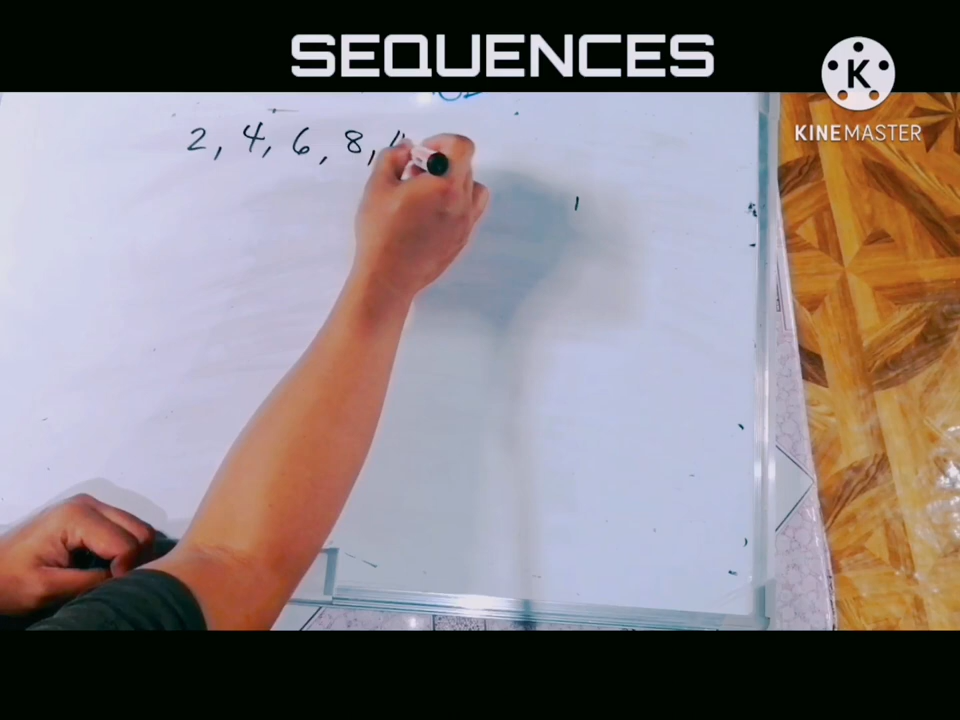 SEQUENCES
K
KINEMASTER
2, 4, 6, 8,